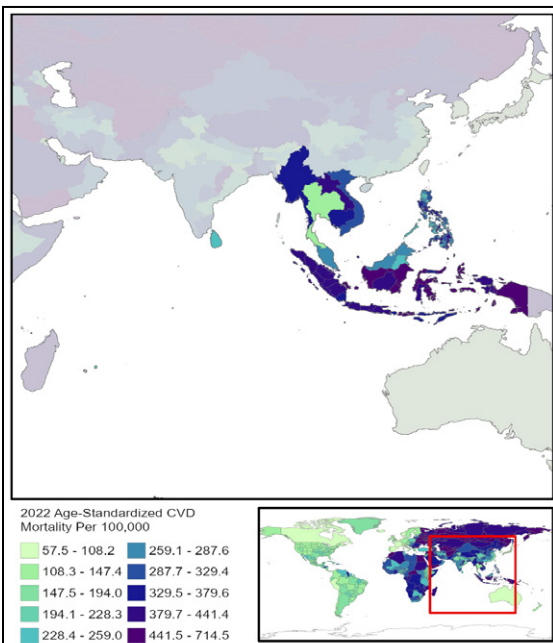 2022 Age-Standardized CVD
Mortality Per 100,000
57.5 - 108.2
108.3 - 147.4
147.5 - 194.0
194.1 - 228.3
228.4 - 259.0
259.1 - 287.6
287.7 - 329.4
329.5 - 379.6
379.7 - 441.4
441.5 - 714.5